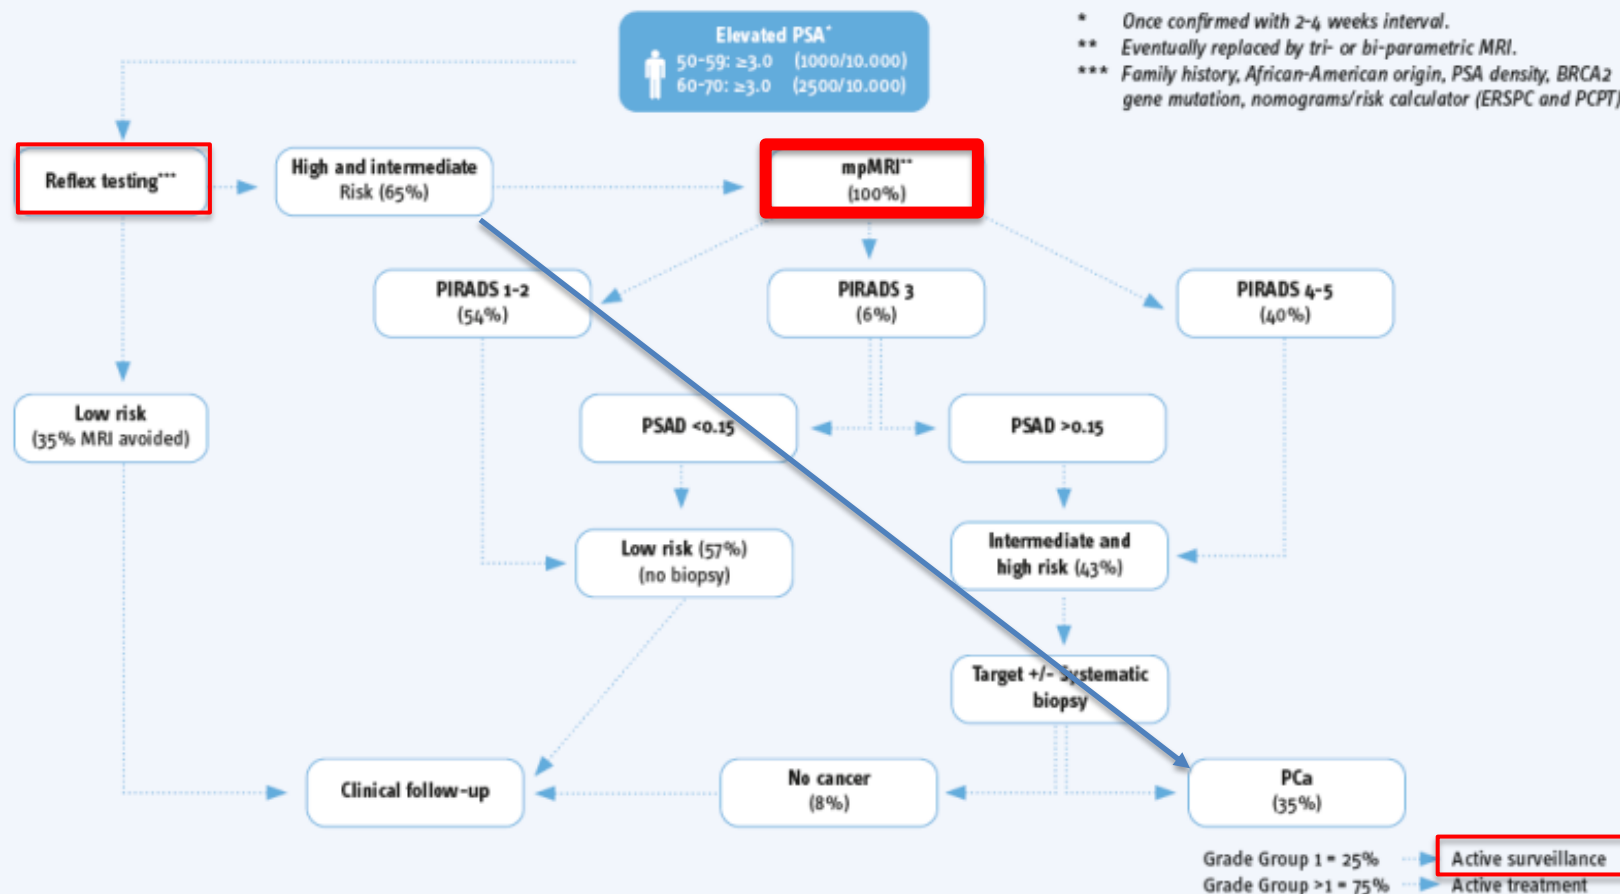 Elevated PSA*
50-59: ≥3.0 (1000/10.000)
60-70: ≥3.0 (2500/10.000)
* Once confirmed with 2-4 weeks interval.
** Eventually replaced by tri- or bi-parametric MRI.
*** Family history, African-American origin, PSA density, BRCA2
gene mutation, nomograms/risk calculator (ERSPC and PCPT)
Reflex testing***
High and intermediate
Risk (65%)
mpMRI**
(100%)
PIRADS 1-2
(54%)
PIRADS 3
(6%)
PIRADS 4-5
(40%)
Low risk
(35% MRI avoided)
PSAD <0.15
PSAD >0.15
Low risk (57%)
(no biopsy)
Intermediate and
high risk (43%)
Target +/- Systematic
biopsy
Clinical follow-up
No cancer
(8%)
PCa
(35%)
Grade Group 1 = 25% Active surveillance
Grade Group >1 = 75% Active treatment